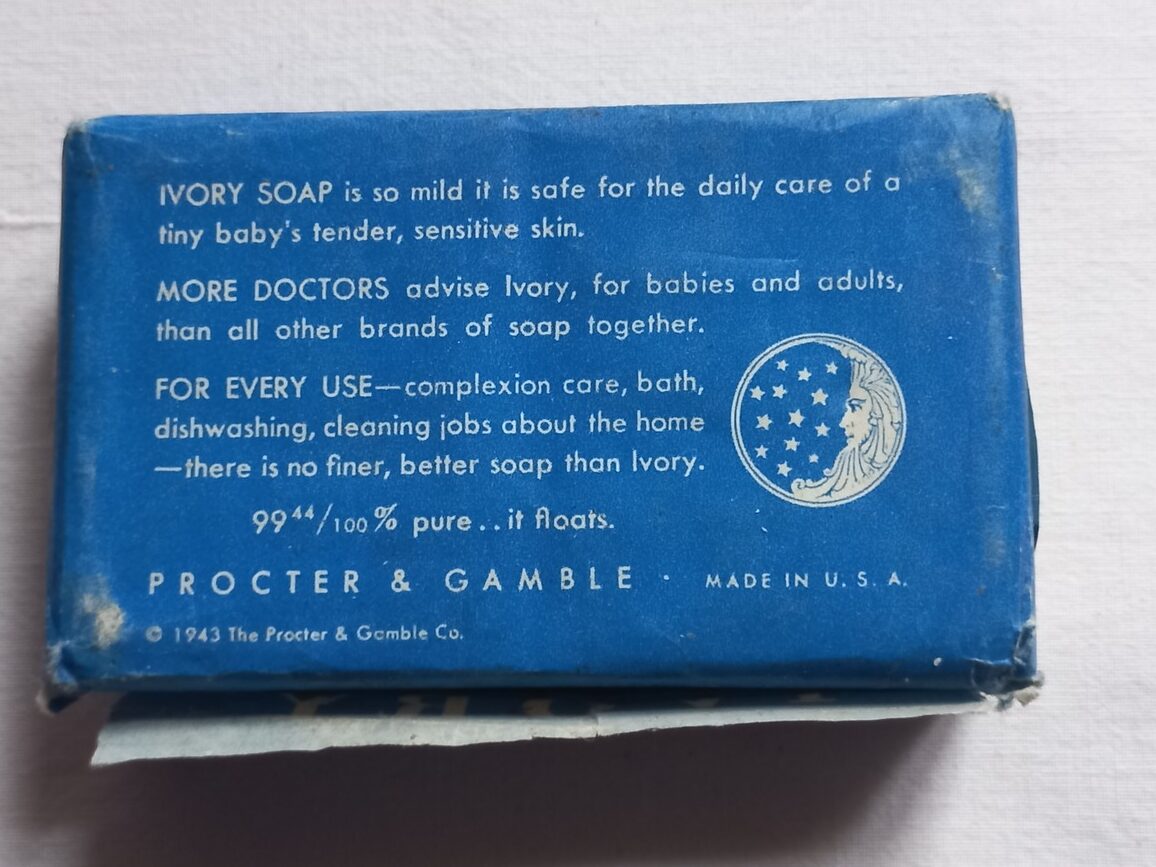 IVORY SOAP is so mild it is safe for the daily care of a
tiny baby's tender, sensitive skin.
MORE DOCTORS advise Ivory, for babies and adults,
than all other brands of soap together.
FOR EVERY USE—complexion care, bath,
dishwashing, cleaning jobs about the home
—there is no finer, better soap than Ivory.
99 44/100 % pure..it floats.
PROCTER & GAMBLE · MADE IN U. S. A.
© 1943 The Procter & Gamble Co.